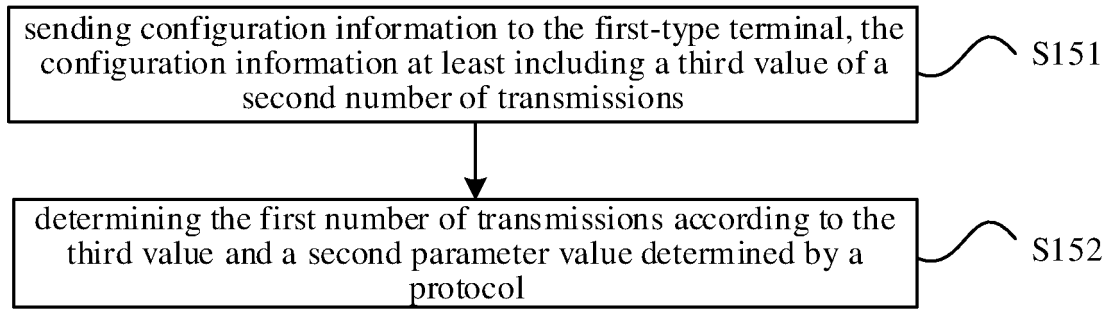 sending configuration information to the first-type terminal, the
configuration information at least including a third value of a
second number of transmissions
S151
determining the first number of transmissions according to the
third value and a second parameter value determined by a
protocol
S152